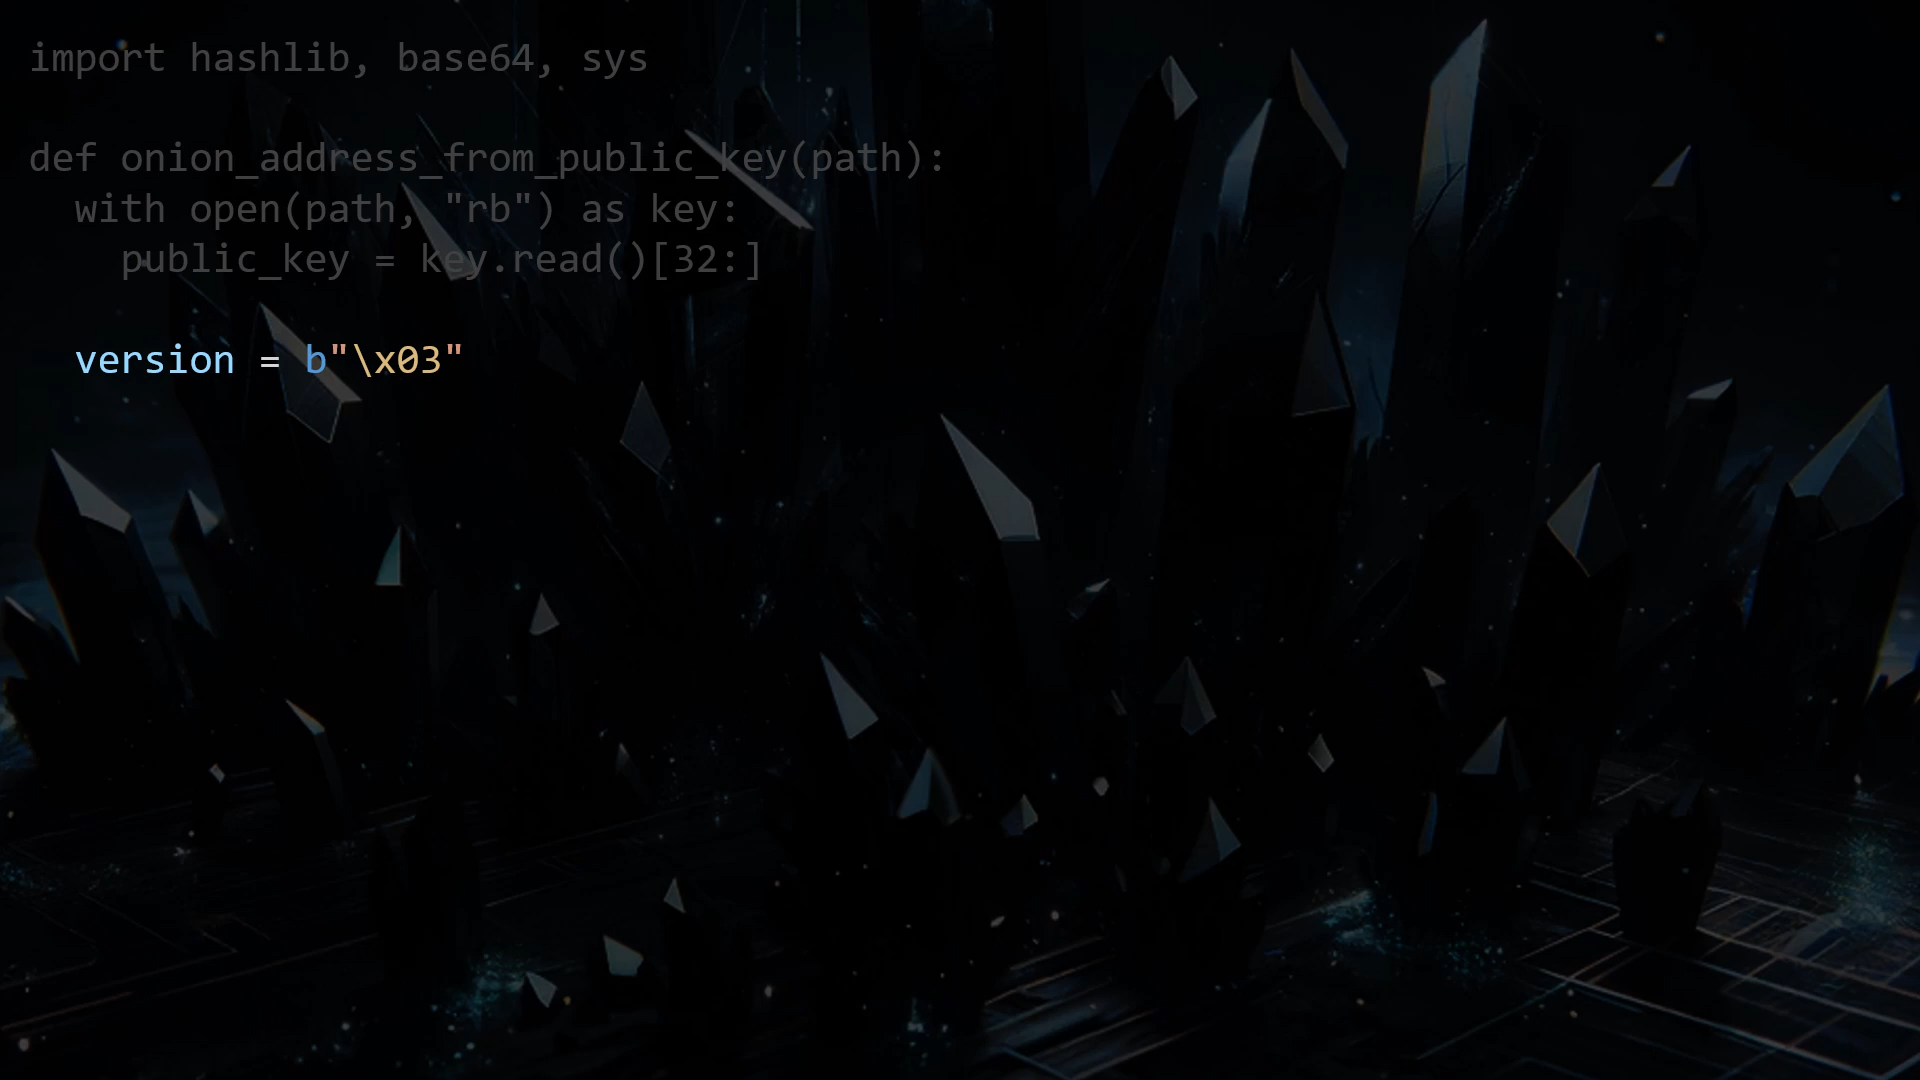 import hashlib, base64, sys
def onion_address_from_public_key(path):
  with open(path, "rb") as key:
    public_key = key.read()[32:]
  version = b"\x03"